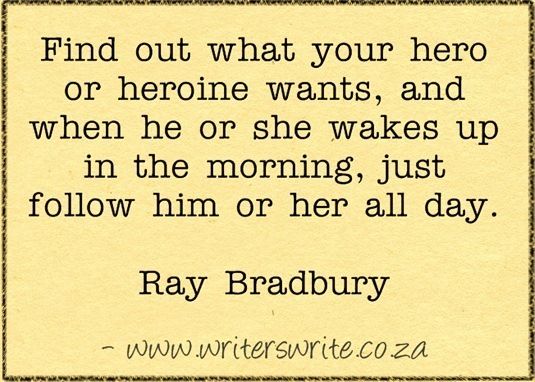 Find out what your hero
or heroine wants, and
when he or she wakes up
in the morning, just
follow him or her all day.
Ray Bradbury
- www.writerswrite.co.za